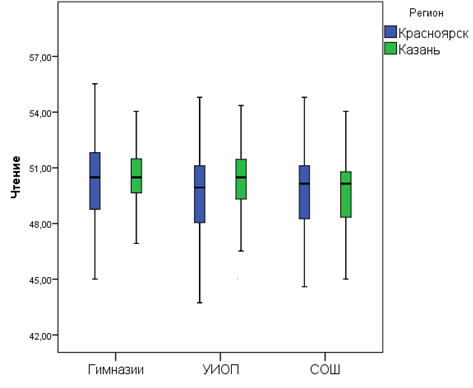 Регион
Красноярск
Казань
Чтение
57,00
54,00
51,00
48,00
45,00
42,00
Гимназии
УИОП
СОШ